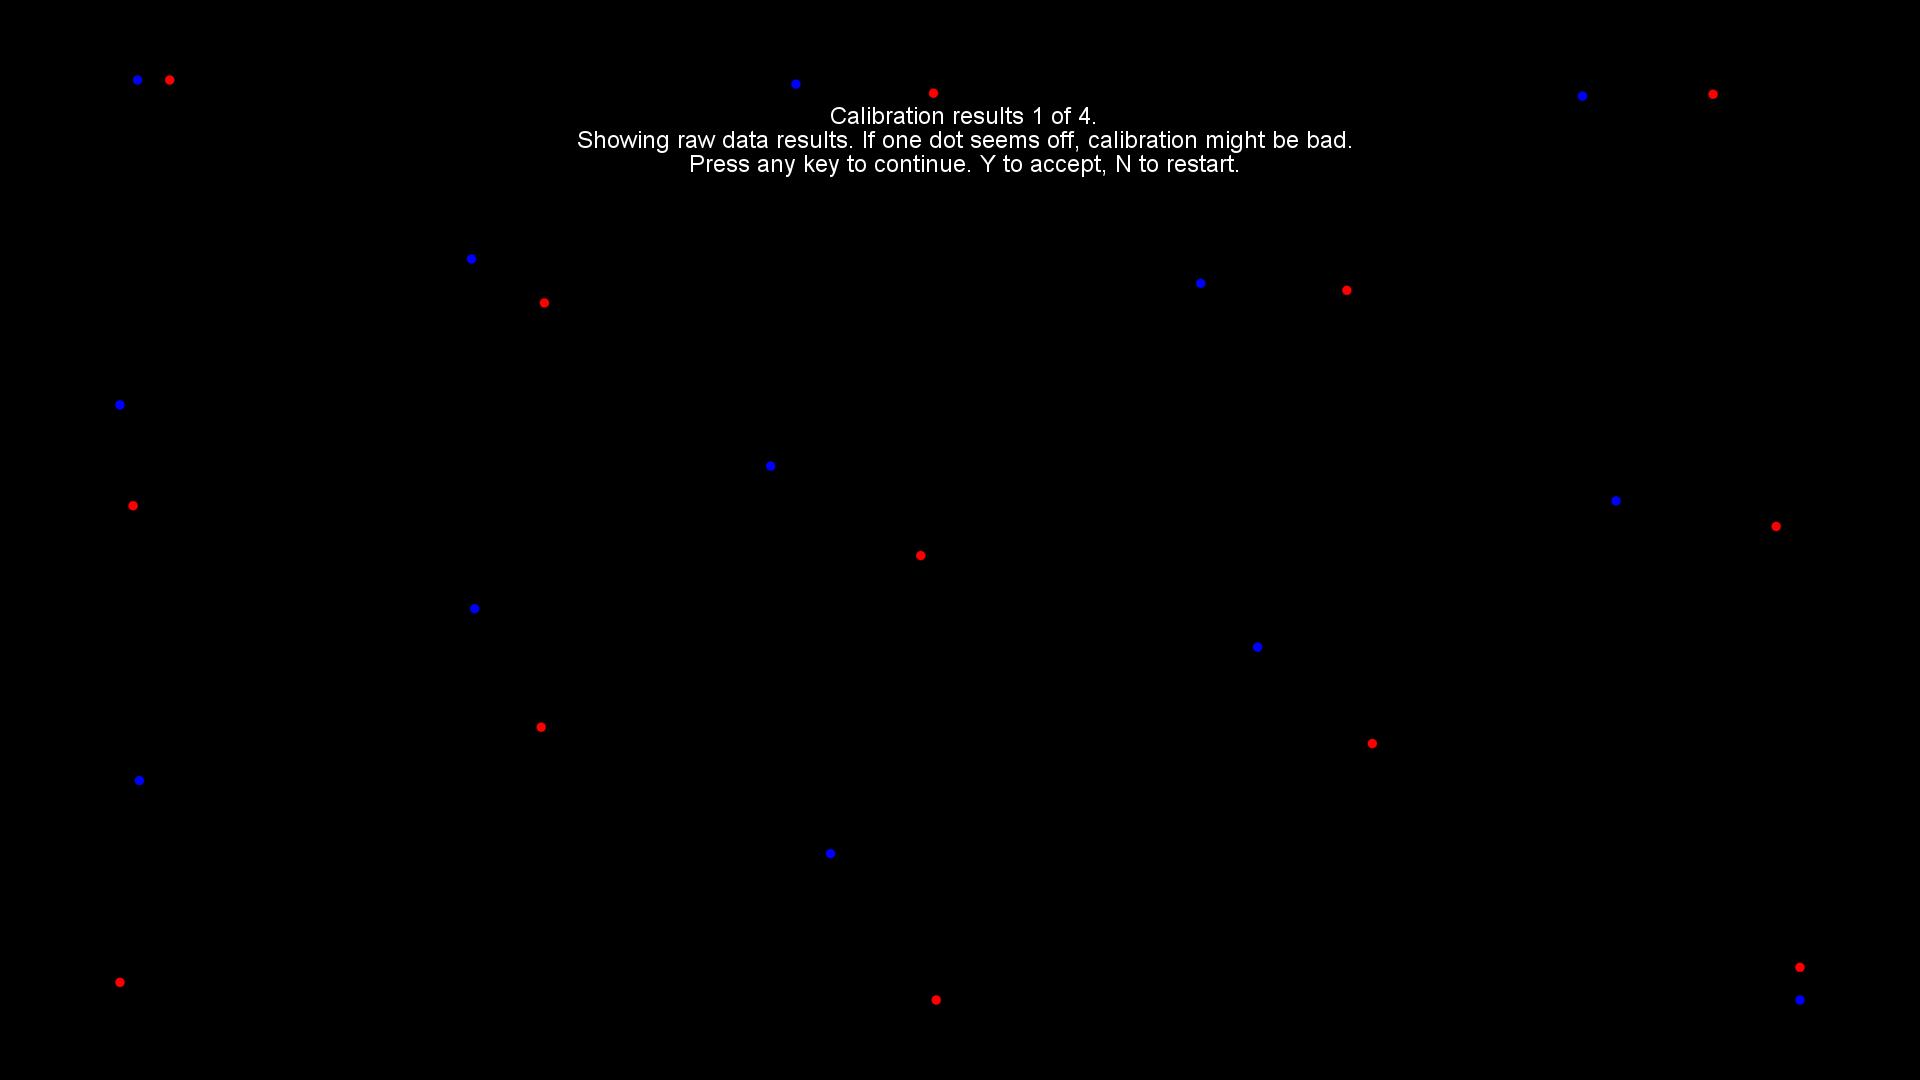 Calibration results 1 of 4.
Showing raw data results. If one dot seems off, calibration might be bad.
Press any key to continue. Y to accept, N to restart.